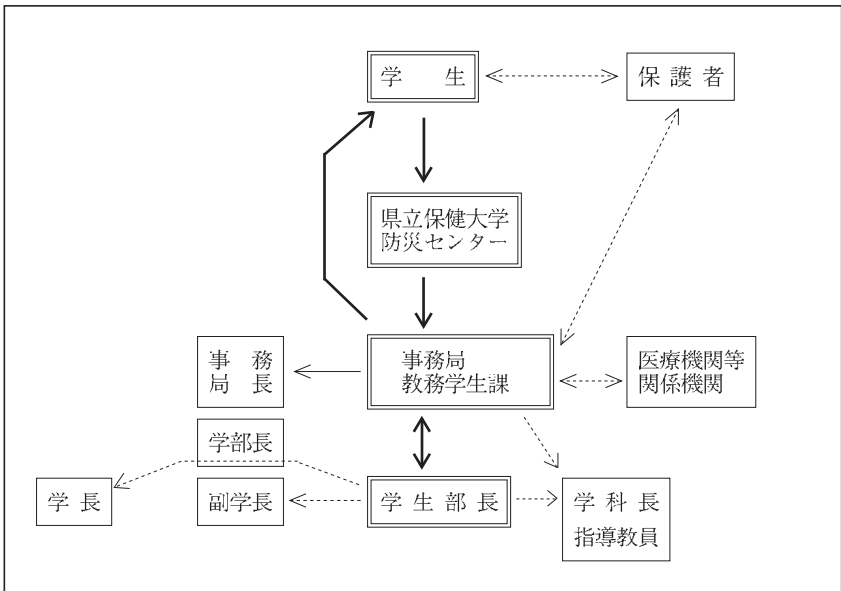 学生
保護者
県立保健大学
防災センター
事務
局長
事務局
教務学生課
医療機関等
関係機関
学部長
学長
副学長
学生部長
学科長
指導教員